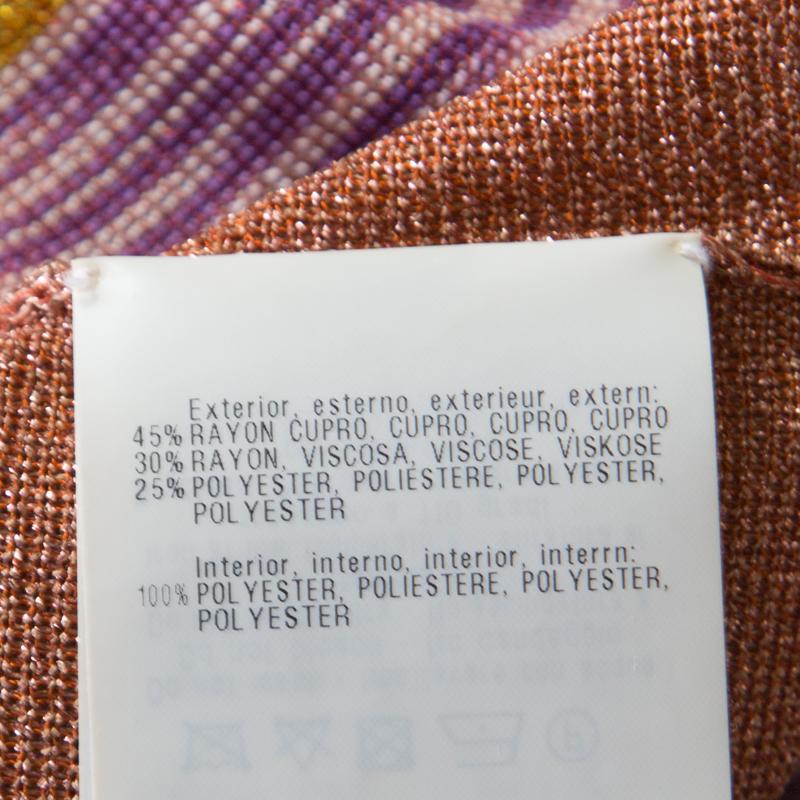 Exterior, esterno, exterieur, extern:
45% RAYON CUPRO, CUPRO, CUPRO, CUPRO
30% RAYON, VISCOSA, VISCOSE, VISKOSE
25% POLYESTER, POLIESTERE, POLYESTER,
POLYESTER
Interior, interno, interior, interrn:
100% POLYESTER, POLIESTERE, POLYESTER,
POLYESTER